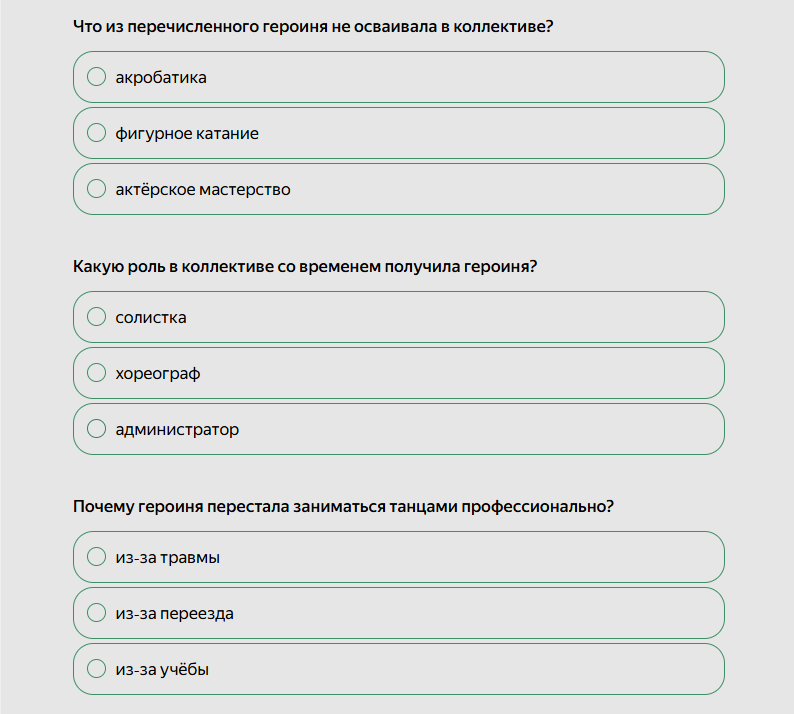 Что из перечисленного героиня не осваивала в коллективе?
акробатика
фигурное катание
актёрское мастерство
Какую роль в коллективе со временем получила героиня?
солистка
хореограф
администратор
Почему героиня перестала заниматься танцами профессионально?
из-за травмы
из-за переезда
из-за учёбы